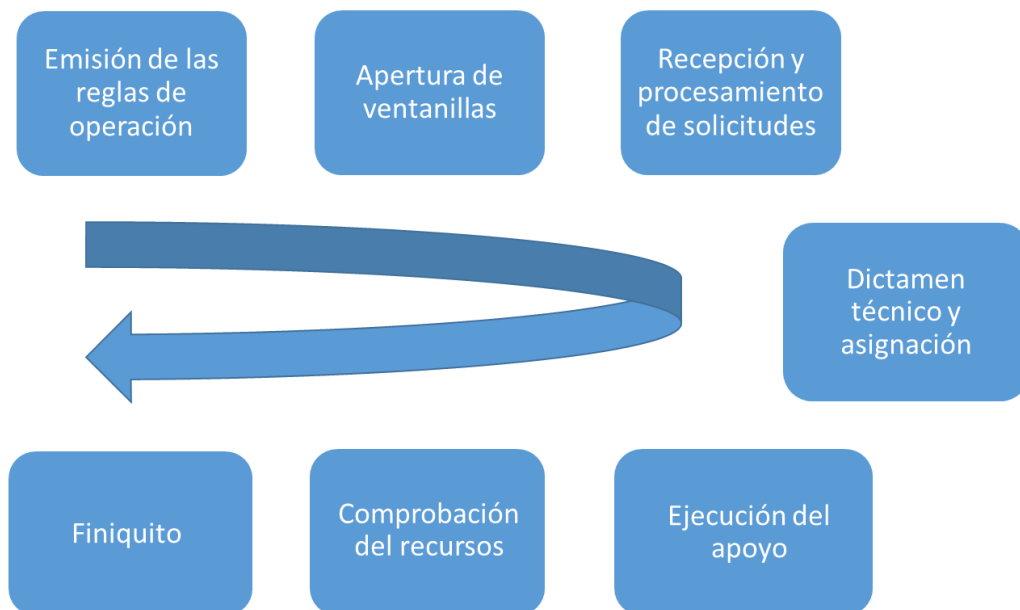 Emisión de las
reglas de
operación
Apertura de
ventanillas
Recepción y
procesamiento
de solicitudes
Dictamen
técnico y
asignación
Ejecución del
apoyo
Comprobación
del recursos
Finiquito